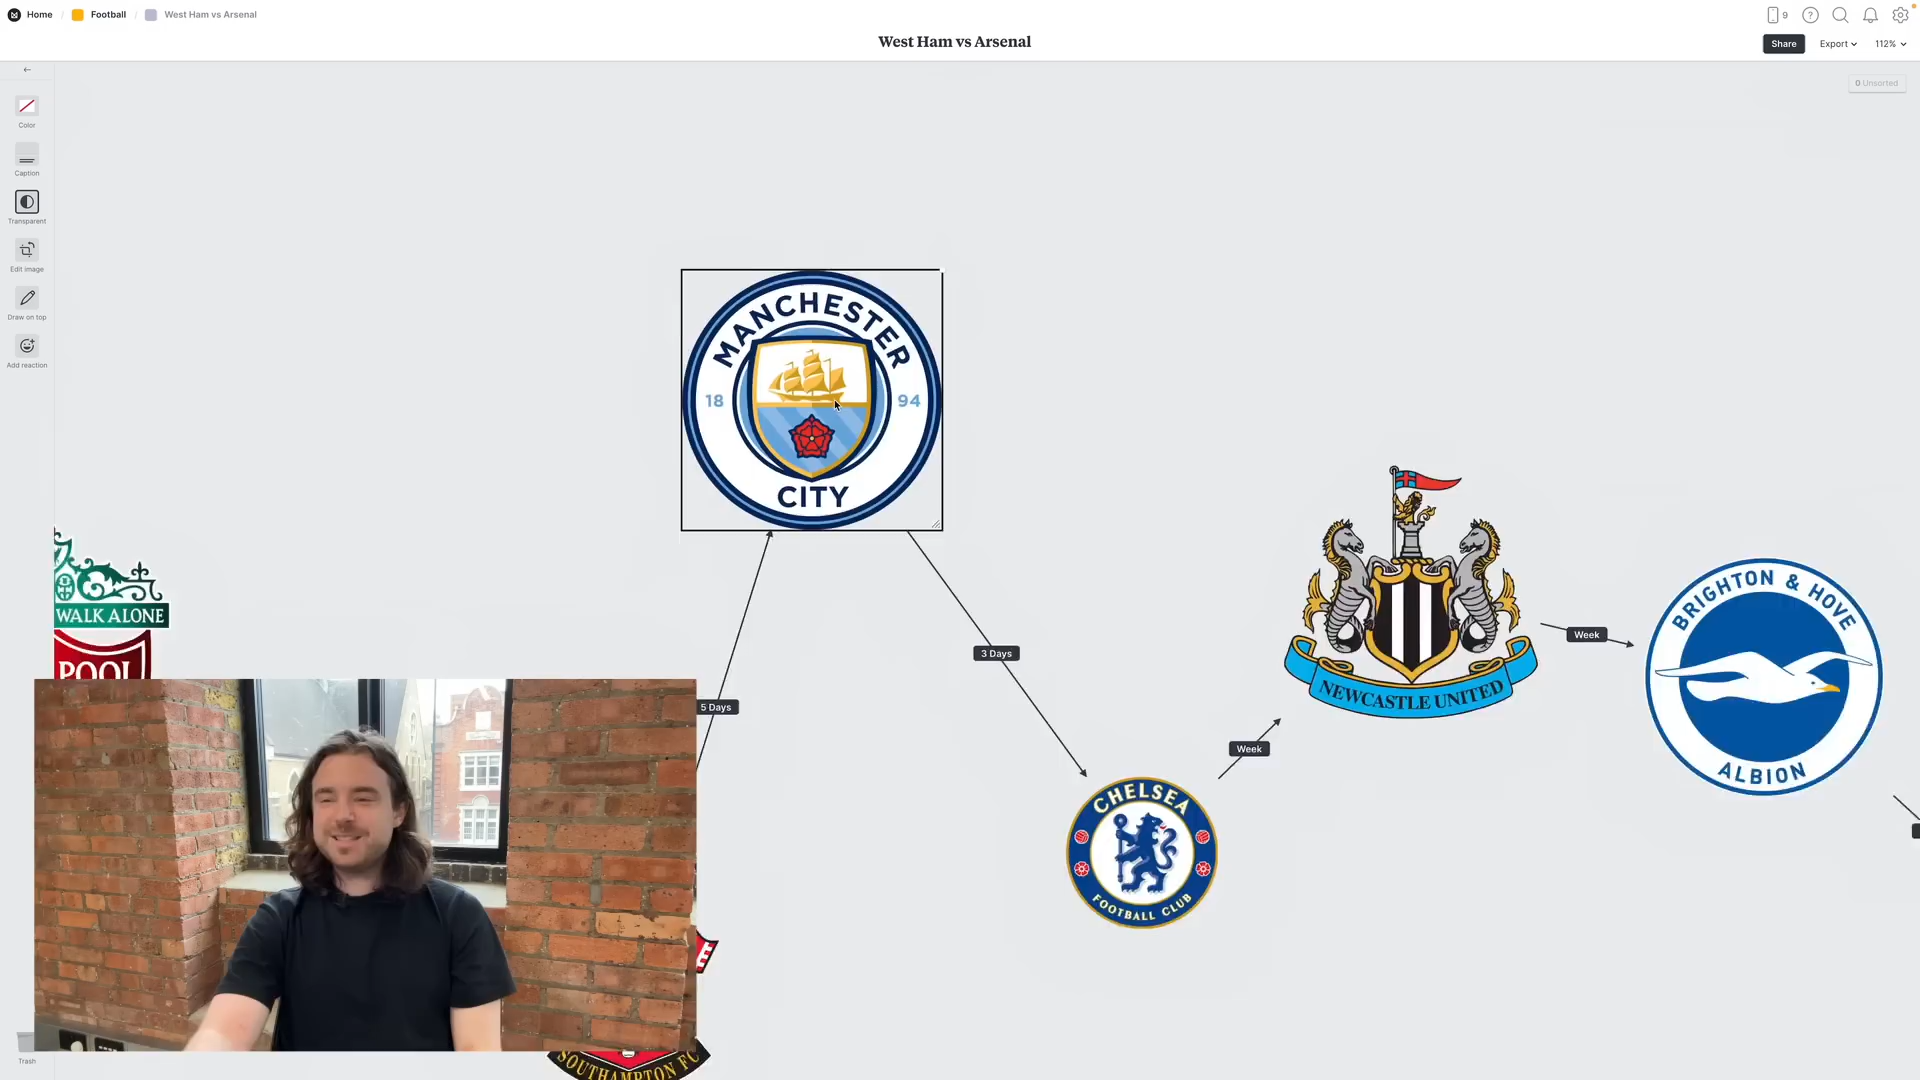 Home
Football
West Ham vs Arsenal
9
West Ham vs Arsenal
Share
Export
112%
0 Unsorted
Color
Caption
Transparent
Edit image
Draw on top
Add reaction
MANCHESTER
18
94
CITY
WALK ALONE
POOL
NEWCASTLE UNITED
Week
BRIGHTON & HOVE
ALBION
3 Days
5 Days
Week
CHELSEA
FOOTBALL CLUB
SOUTHAMPTON FC
Trash